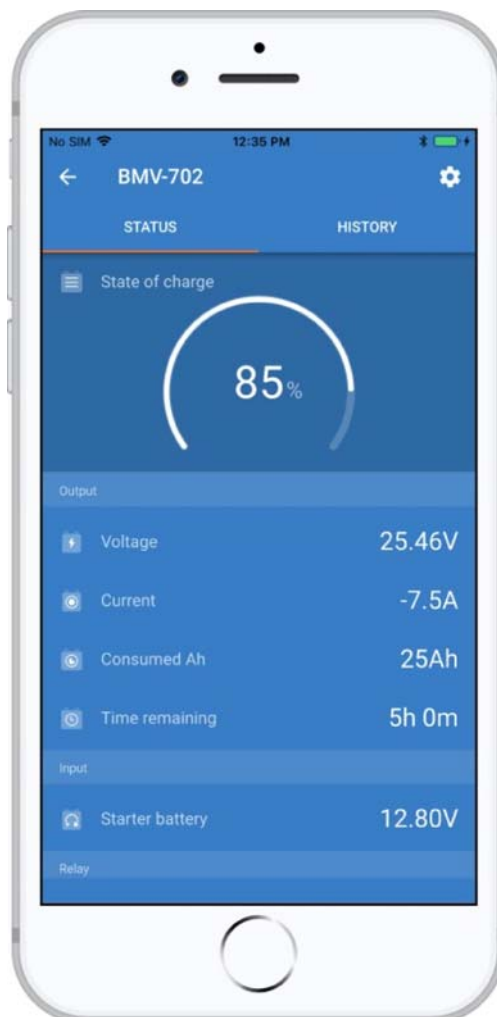 No SIM 12:35 PM
BMV-702
STATUS HISTORY
State of charge
85%
Output
Voltage 25.46V
Current -7.5A
Consumed Ah 25Ah
Time remaining 5h 0m
Input
Starter battery 12.80V
Relay